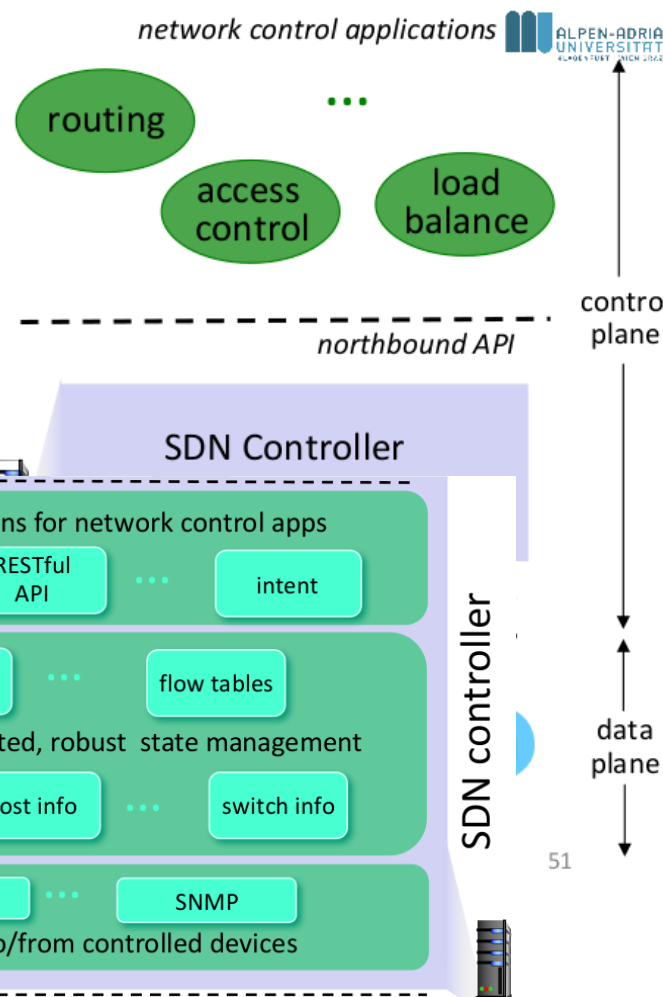 network control applications
ALPEN-ADRIA
UNIVERSITÄT
routing
...
access
control
load
balance
contro
plane
northbound API
SDN Controller
ns for network control apps
RESTful
API
...
intent
SDN controller
...
flow tables
ted, robust state management
ost info
...
switch info
data
plane
51
...
SNMP
o/from controlled devices